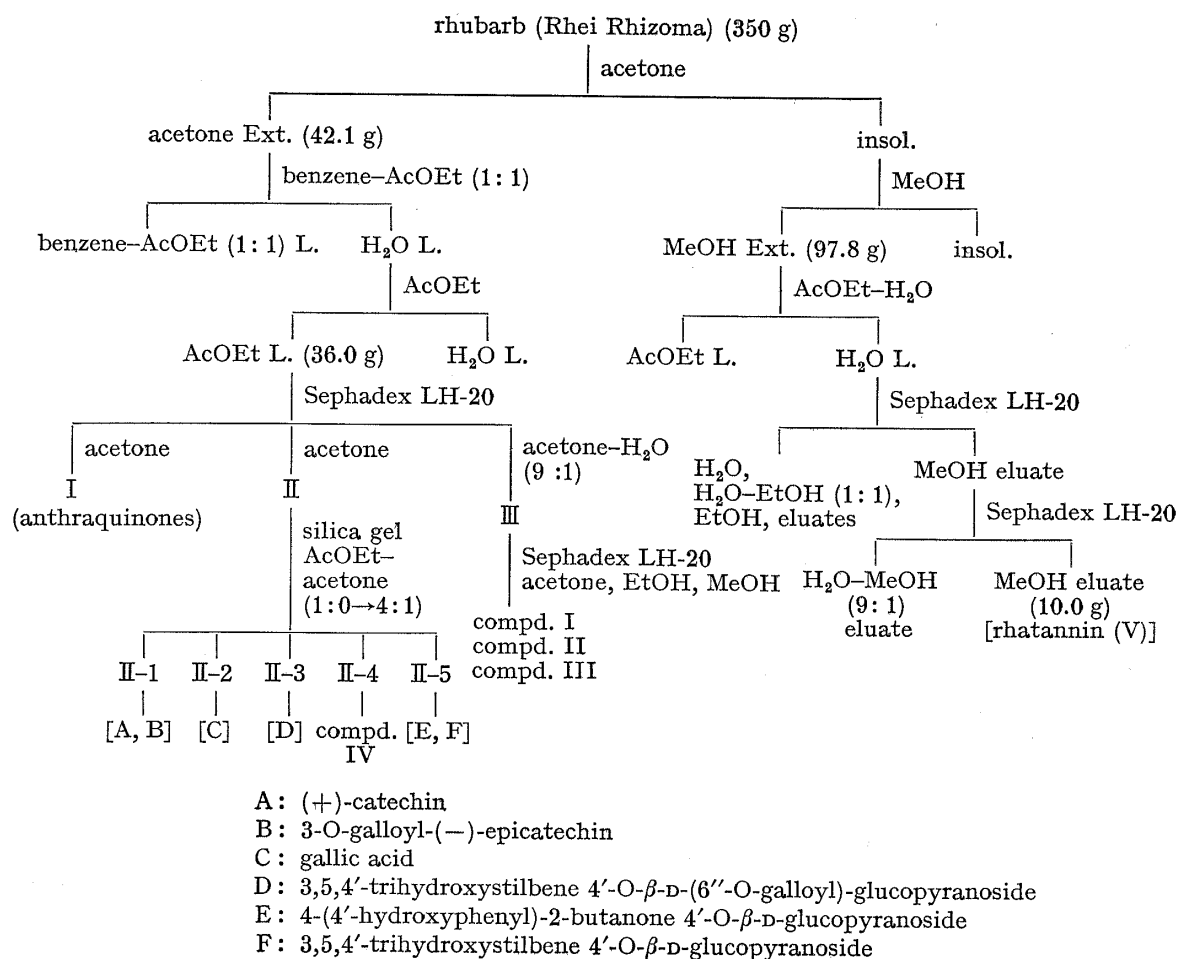 rhubarb (Rhei Rhizoma) (350 g)
acetone
acetone Ext. (42.1 g)
insol.
benzene–AcOEt (1 : 1)
MeOH
benzene–AcOEt (1 : 1) L.
H₂O L.
MeOH Ext. (97.8 g)
insol.
AcOEt
AcOEt–H₂O
AcOEt L. (36.0 g)
H₂O L.
AcOEt L.
H₂O L.
Sephadex LH-20
Sephadex LH-20
acetone
acetone
acetone–H₂O
(9 :1)
I
(anthraquinones)
II
III
H₂O,
H₂O–EtOH (1 : 1),
EtOH, eluates
MeOH eluate
Sephadex LH-20
silica gel
AcOEt–
acetone
(1 : 0→4 : 1)
Sephadex LH-20
acetone, EtOH, MeOH
H₂O–MeOH
(9 : 1)
eluate
MeOH eluate
(10.0 g)
[rhatannin (V)]
compd. I
compd. II
compd. III
II–1
II–2
II–3
II–4
II–5
[A, B]
[C]
[D]
compd.
IV
[E, F]
A : (+)-catechin
B : 3-O-galloyl-(−)-epicatechin
C : gallic acid
D : 3,5,4′-trihydroxystilbene 4′-O-β-D-(6′′-O-galloyl)-glucopyranoside
E : 4-(4′-hydroxyphenyl)-2-butanone 4′-O-β-D-glucopyranoside
F : 3,5,4′-trihydroxystilbene 4′-O-β-D-glucopyranoside